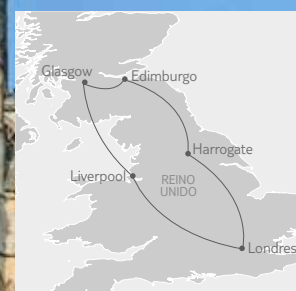 Glasgow
Edimburgo
Harrogate
Liverpool
REINO
UNIDO
Londres